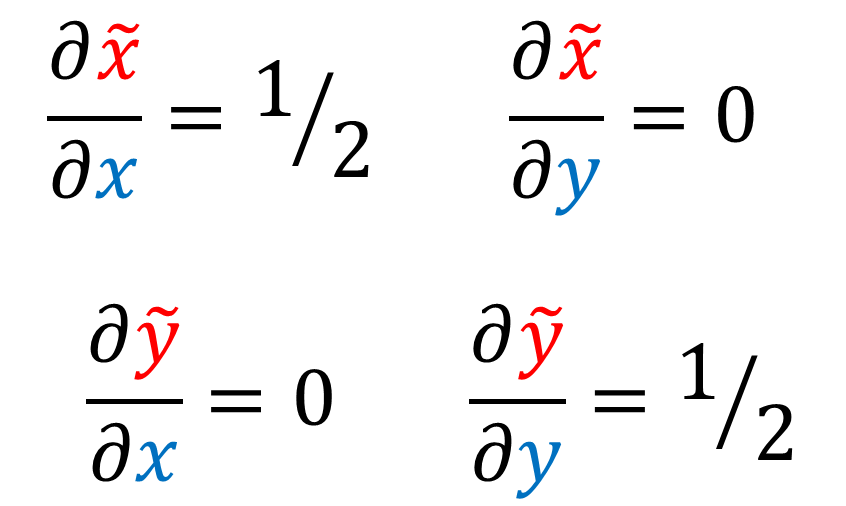 ∂x̃/∂x = 1/2    ∂x̃/∂y = 0
∂ỹ/∂x = 0    ∂ỹ/∂y = 1/2